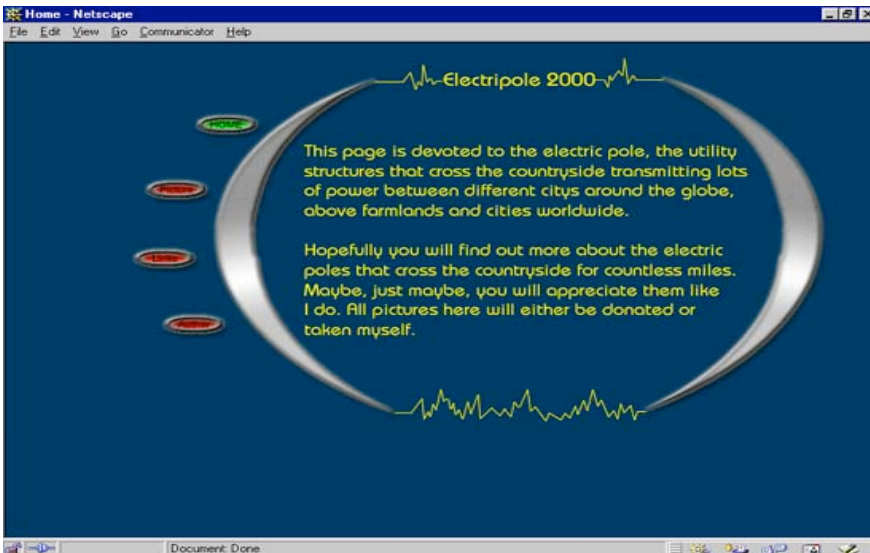 Home - Netscape
File Edit View Go Communicator Help
Electripole 2000
HOME
This page is devoted to the electric pole, the utility
structures that cross the countryside transmitting lots
of power between different citys around the globe,
above farmlands and cities worldwide.
Picture
Hopefully you will find out more about the electric
poles that cross the countryside for countless miles.
Maybe, just maybe, you will appreciate them like
I do. All pictures here will either be donated or
taken myself.
Links
Document: Done